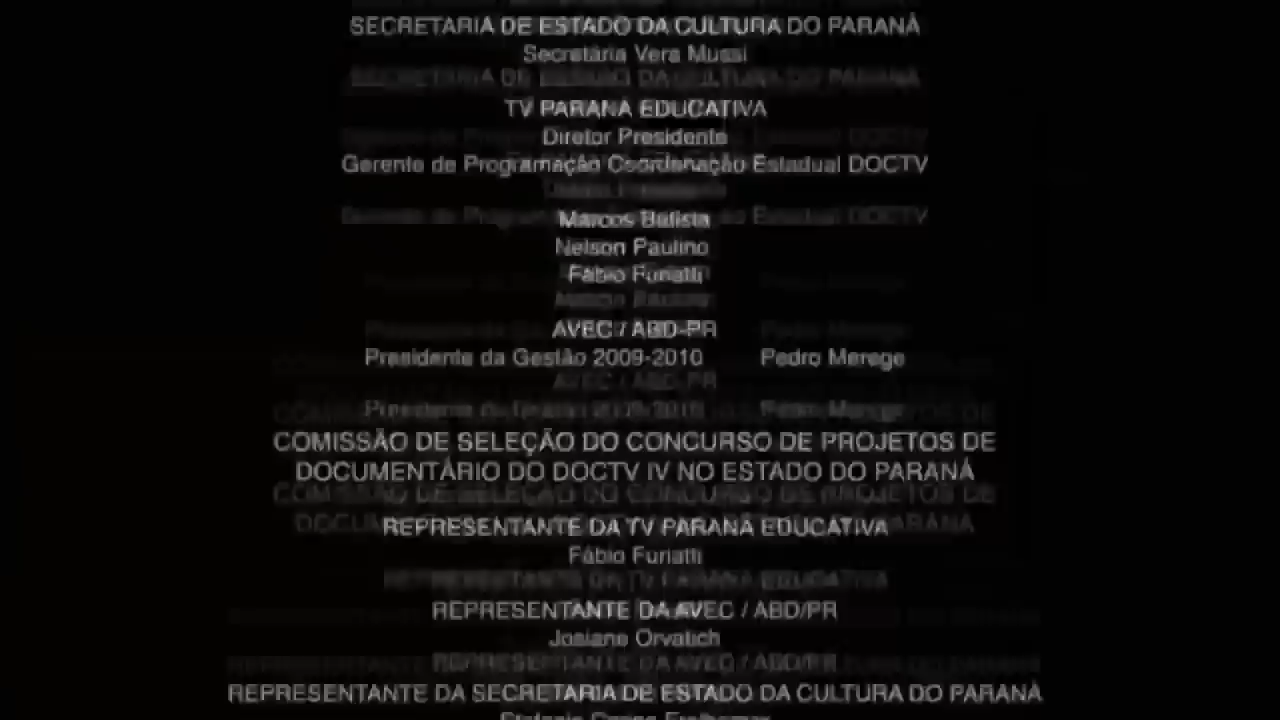 SECRETARIA DE ESTADO DA CULTURA DO PARANÁ
Secretária Vera Mussi
TV PARANÁ EDUCATIVA
Diretor Presidente
Gerente de Programação Coordenação Estadual DOCTV
Marcos Batista
Nelson Paulino
Fábio Furiatti
AVEC / ABD-PR
Presidente da Gestão 2009-2010 Pedro Merege
COMISSÃO DE SELEÇÃO DO CONCURSO DE PROJETOS DE
DOCUMENTÁRIO DO DOCTV IV NO ESTADO DO PARANÁ
REPRESENTANTE DA TV PARANÁ EDUCATIVA
Fábio Furiatti
REPRESENTANTE DA AVEC / ABD/PR
Josiane Orvatich
REPRESENTANTE DA SECRETARIA DE ESTADO DA CULTURA DO PARANÁ